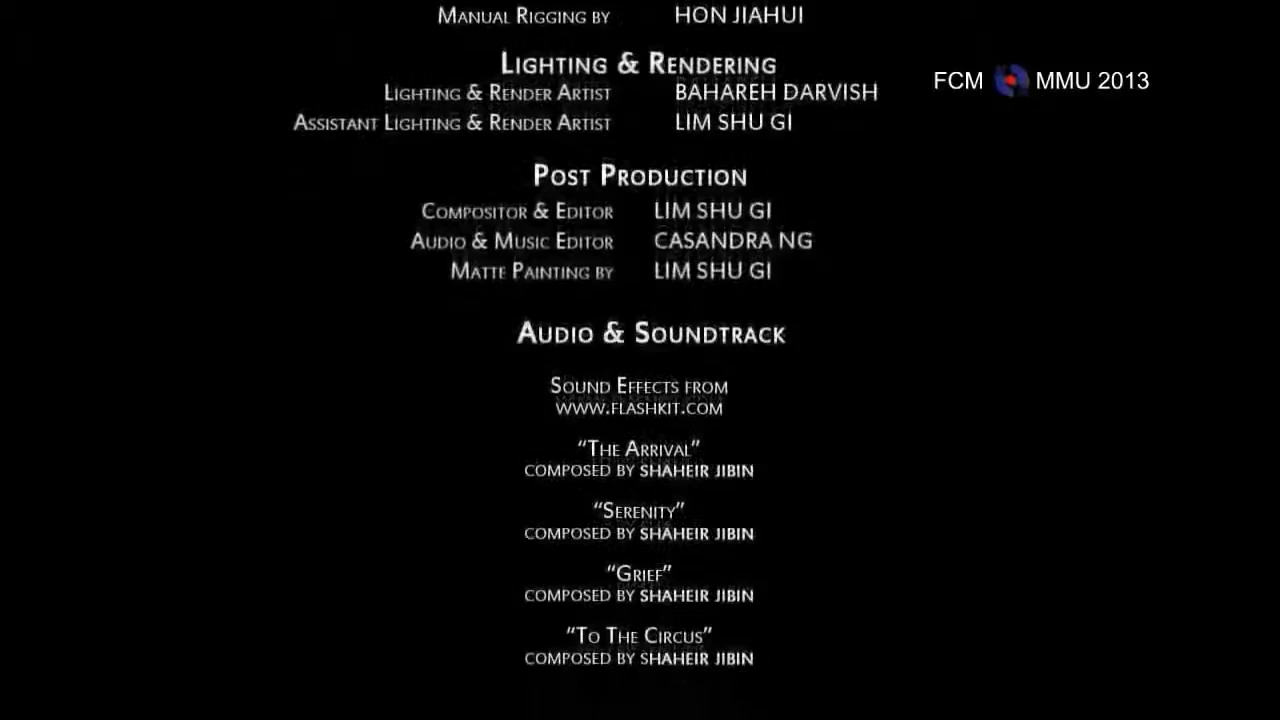 Manual Rigging by HON JIAHUI
Lighting & Rendering
FCM MMU 2013
Lighting & Render Artist BAHAREH DARVISH
Assistant Lighting & Render Artist LIM SHU GI
Post Production
Compositor & Editor LIM SHU GI
Audio & Music Editor CASANDRA NG
Matte Painting by LIM SHU GI
Audio & Soundtrack
Sound Effects from
www.flashkit.com
“The Arrival”
composed by Shaheir Jibin
“Serenity”
composed by Shaheir Jibin
“Grief”
composed by Shaheir Jibin
“To The Circus”
composed by Shaheir Jibin